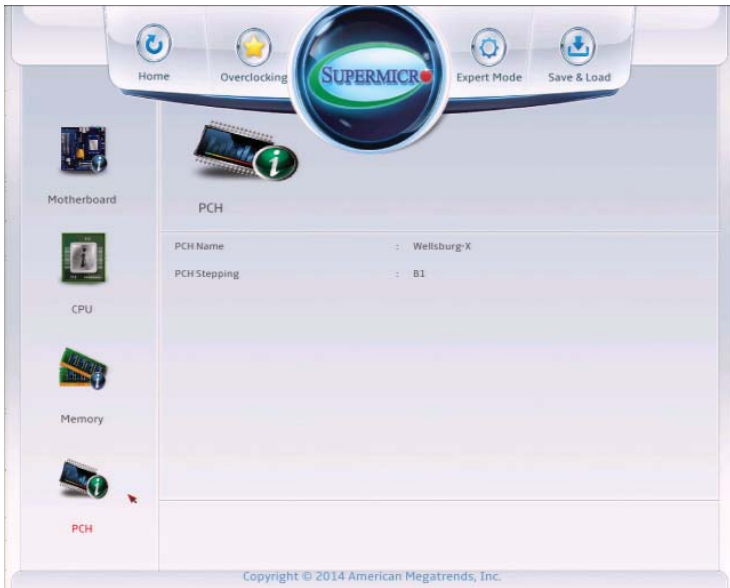 Home
Overclocking
SUPERMICRO
Expert Mode
Save & Load
Motherboard
CPU
Memory
PCH
PCH
PCH Name : Wellsburg-X
PCH Stepping : B1
Copyright © 2014 American Megatrends, Inc.